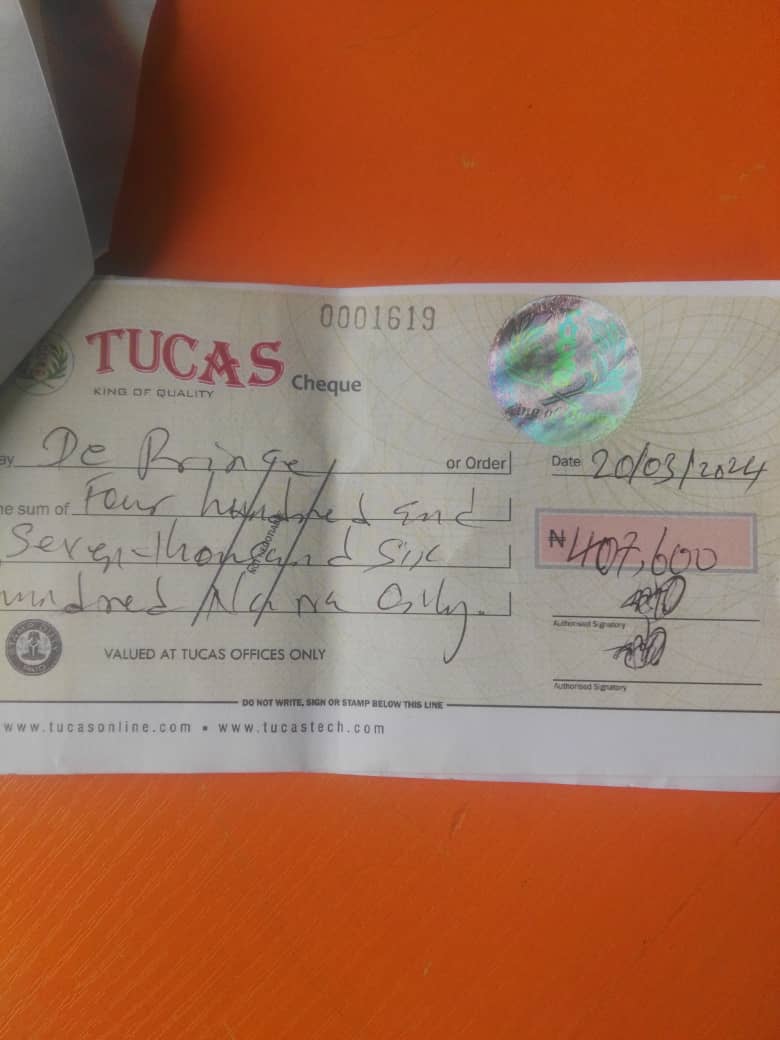 0001619
TUCAS
KING OF QUALITY
Cheque
ay De Bringe or Order
Date 20/03/2024
he sum of Four hundred and
Seven-thousand Six
₦407,600
undred Naira Only.
Authorised Signatory
Authorised Signatory
VALUED AT TUCAS OFFICES ONLY
DO NOT WRITE, SIGN OR STAMP BELOW THIS LINE
www.tucasonline.com ▪ www.tucastech.com